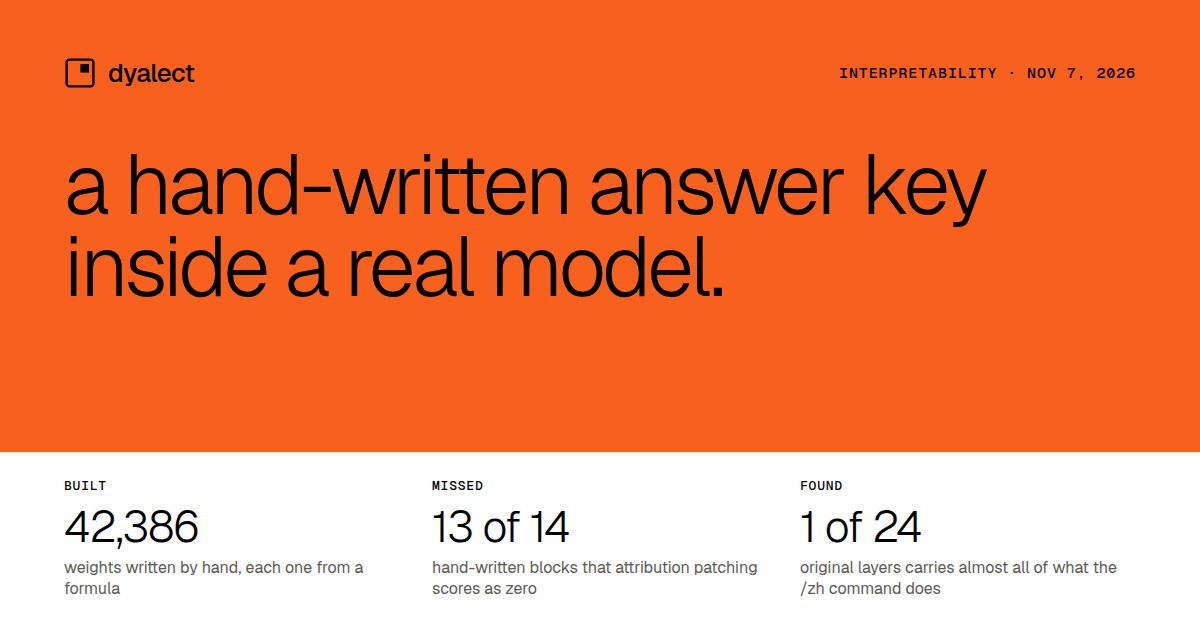 dyalect
INTERPRETABILITY · NOV 7, 2026
a hand-written answer key
inside a real model.
BUILT
42,386
weights written by hand, each one from a
formula
MISSED
13 of 14
hand-written blocks that attribution patching
scores as zero
FOUND
1 of 24
original layers carries almost all of what the
/zh command does